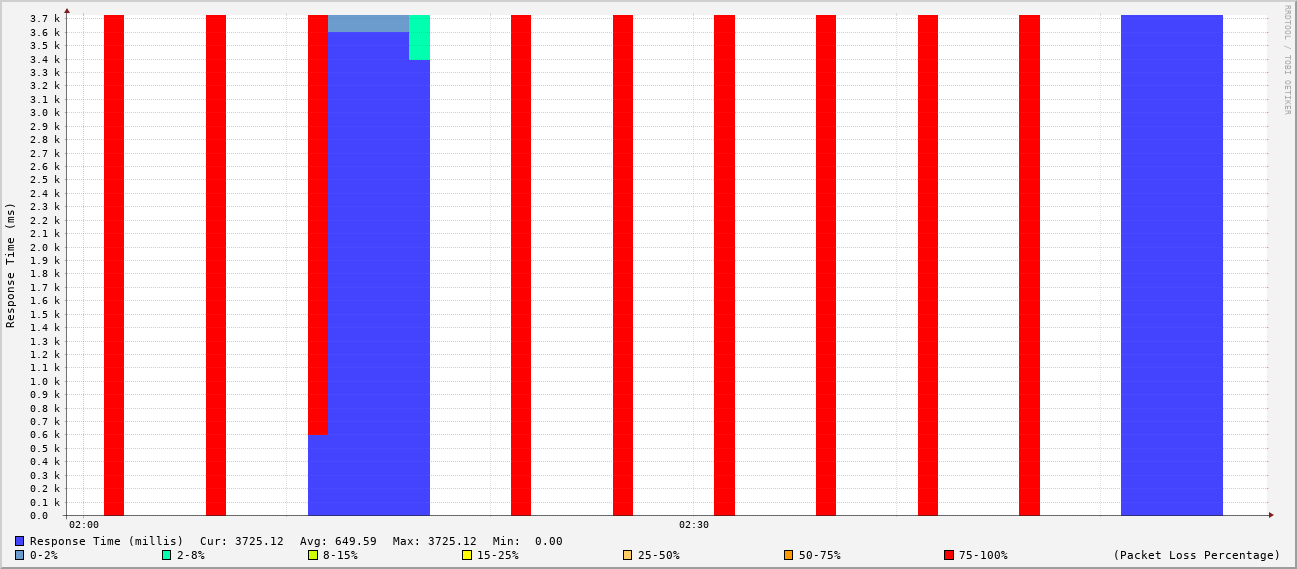 RRDTOOL / TOBI OETIKER
Response Time (ms)
3.7 k
3.6 k
3.5 k
3.4 k
3.3 k
3.2 k
3.1 k
3.0 k
2.9 k
2.8 k
2.7 k
2.6 k
2.5 k
2.4 k
2.3 k
2.2 k
2.1 k
2.0 k
1.9 k
1.8 k
1.7 k
1.6 k
1.5 k
1.4 k
1.3 k
1.2 k
1.1 k
1.0 k
0.9 k
0.8 k
0.7 k
0.6 k
0.5 k
0.4 k
0.3 k
0.2 k
0.1 k
0.0
02:00 02:30
Response Time (millis) Cur: 3725.12 Avg: 649.59 Max: 3725.12 Min: 0.00
0-2% 2-8% 8-15% 15-25% 25-50% 50-75% 75-100% (Packet Loss Percentage)